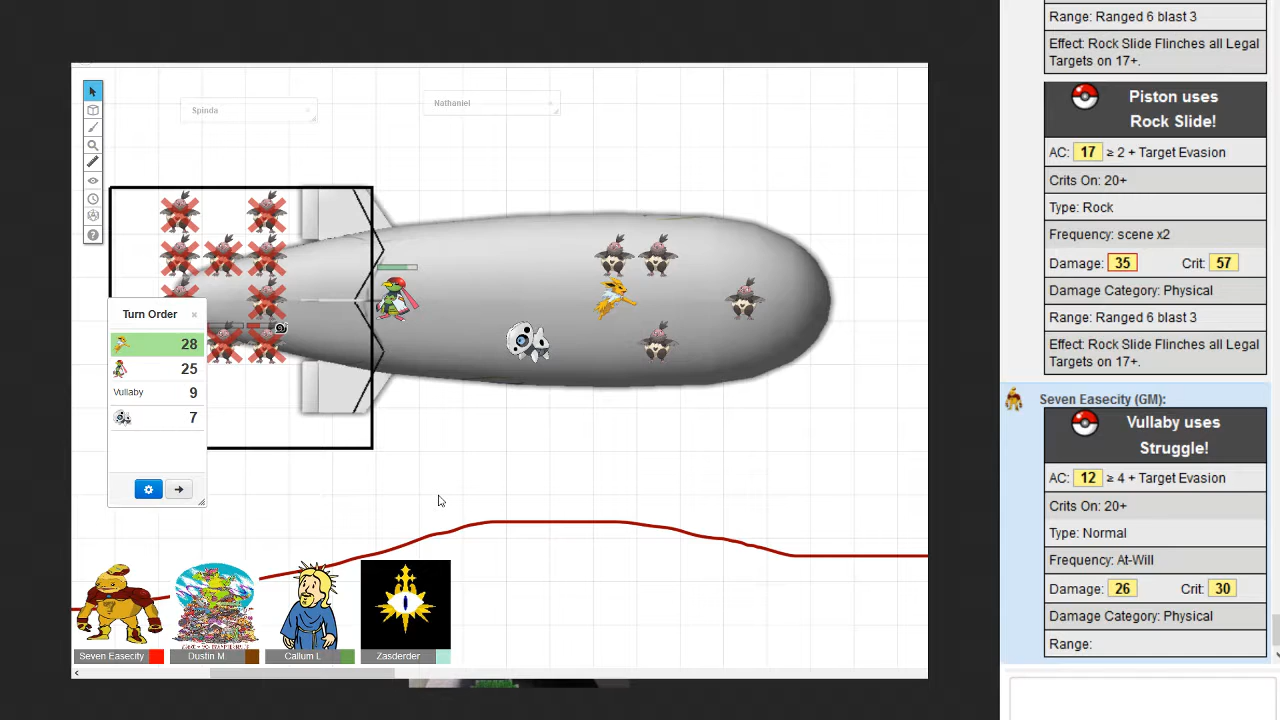 Spinda ×
Nathaniel ×
Turn Order ×
28
25
Vullaby 9
7
Seven Easecity
Dustin M
Callum L
Zasderder
Range: Ranged 6 blast 3
Effect: Rock Slide Flinches all Legal
Targets on 17+.
Piston uses
Rock Slide!
AC: 17 ≥ 2 + Target Evasion
Crits On: 20+
Type: Rock
Frequency: scene x2
Damage: 35 Crit: 57
Damage Category: Physical
Range: Ranged 6 blast 3
Effect: Rock Slide Flinches all Legal
Targets on 17+.
Seven Easecity (GM):
Vullaby uses
Struggle!
AC: 12 ≥ 4 + Target Evasion
Crits On: 20+
Type: Normal
Frequency: At-Will
Damage: 26 Crit: 30
Damage Category: Physical
Range: